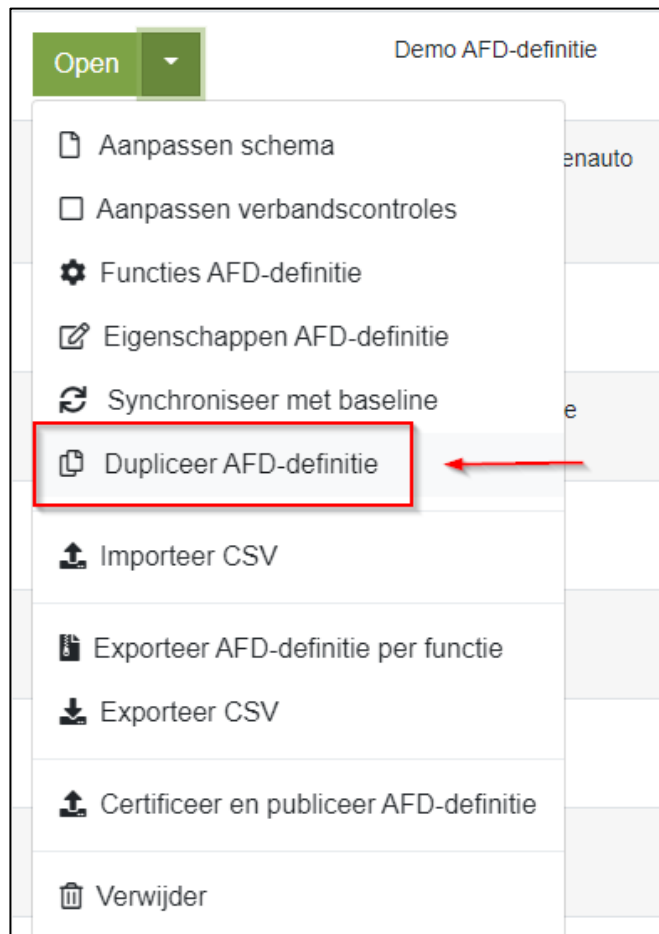 Open
Demo AFD-definitie
Aanpassen schema
enauto
Aanpassen verbandscontroles
Functies AFD-definitie
Eigenschappen AFD-definitie
Synchroniseer met baseline
e
Dupliceer AFD-definitie
Importeer CSV
Exporteer AFD-definitie per functie
Exporteer CSV
Certificeer en publiceer AFD-definitie
Verwijder